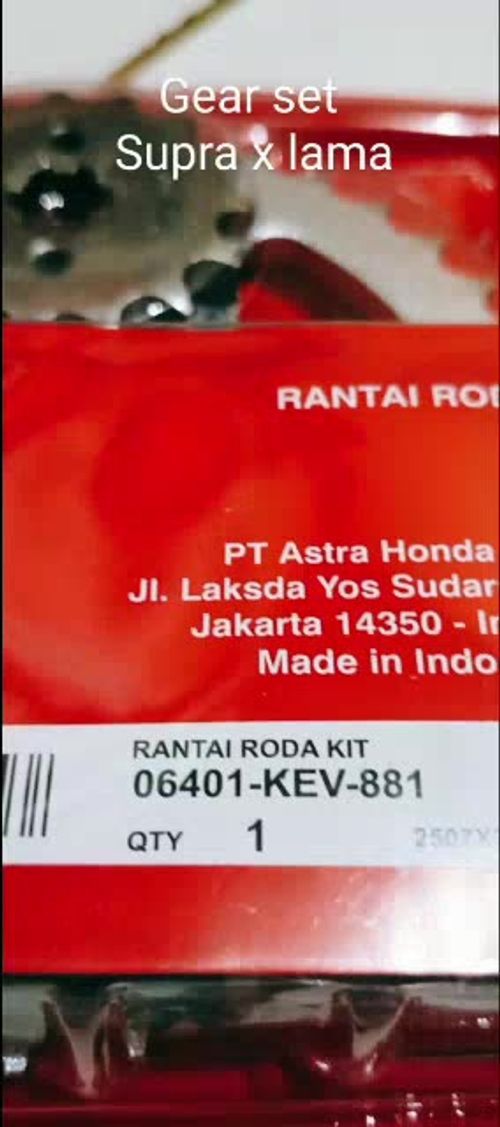 Gear set
Supra x lama
RANTAI
PT Astra Honda
Jl. Laksda Yos Sudar
Jakarta 14350 -
Made in Indo
RANTAI RODA KIT
06401-KEV-881
QTY 1